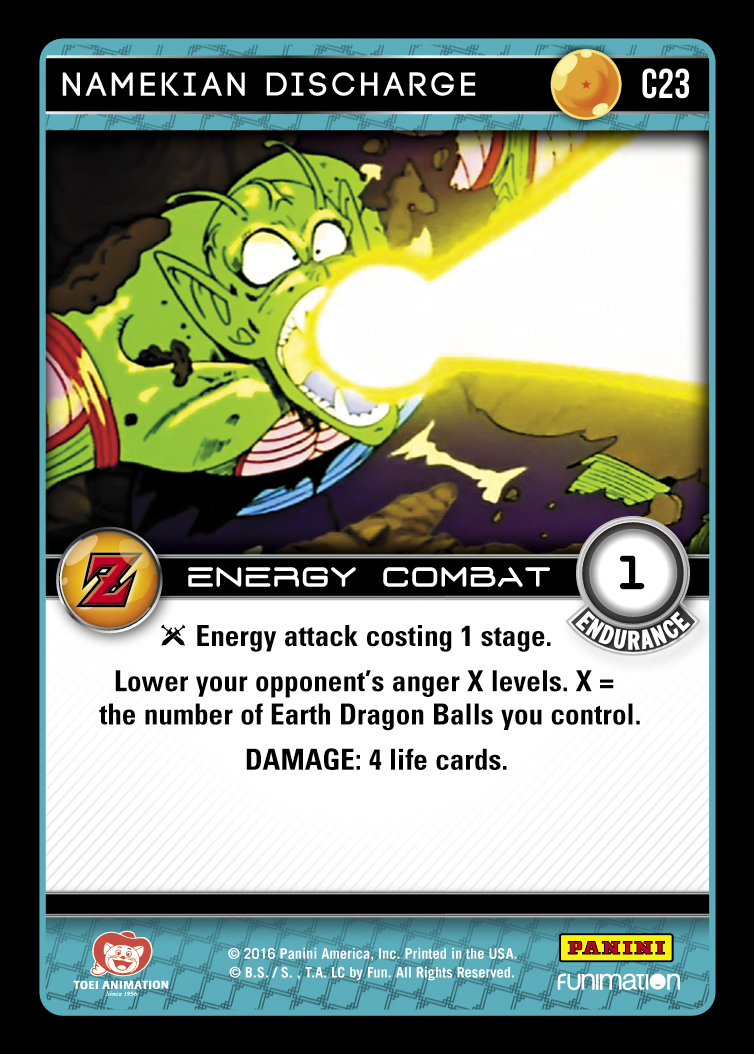 NAMEKIAN DISCHARGE
C23
Z
ENERGY COMBAT
1
ENDURANCE
Energy attack costing 1 stage.
Lower your opponent's anger X levels. X =
the number of Earth Dragon Balls you control.
DAMAGE: 4 life cards.
TOEI ANIMATION
Since 1956
© 2016 Panini America, Inc. Printed in the USA.
© B.S. / S. , T.A. LC by Fun. All Rights Reserved.
PANINI
FUNIMATION